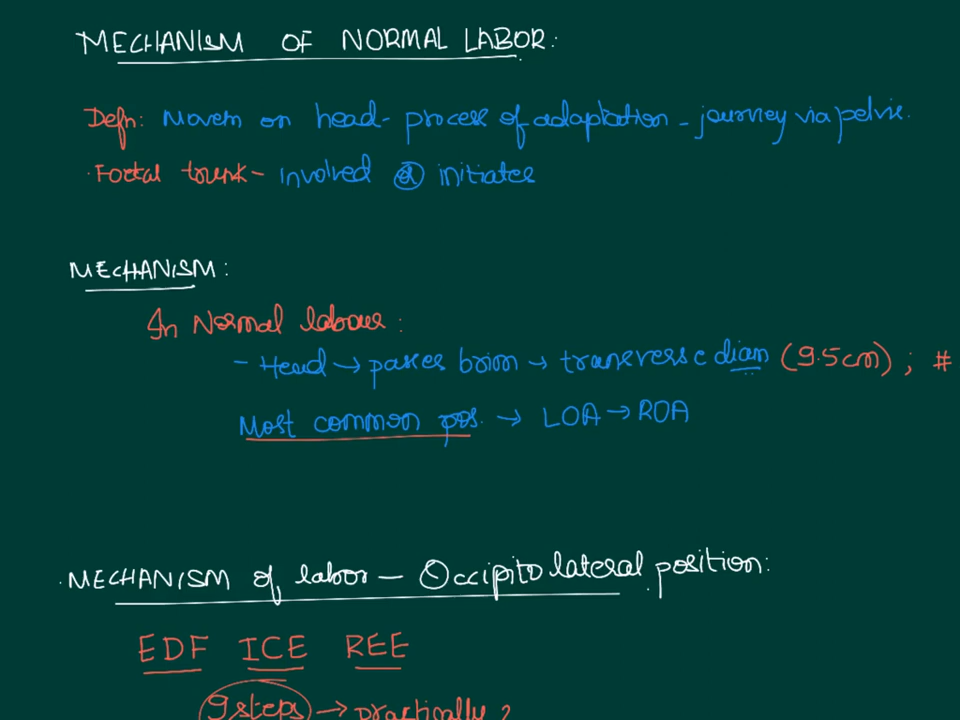 MECHANISM OF NORMAL LABOR:
Defn: Movem on head - process of adaptation - journey via pelvis.
Foetal trunk - involved & initiates
MECHANISM:
In Normal labour:
- Head → passes brim → transverse diam (9.5cm) ; #
Most common pos. → LOA → ROA
MECHANISM of labor - Occipito lateral position:
EDF ICE REE
9 steps → practically